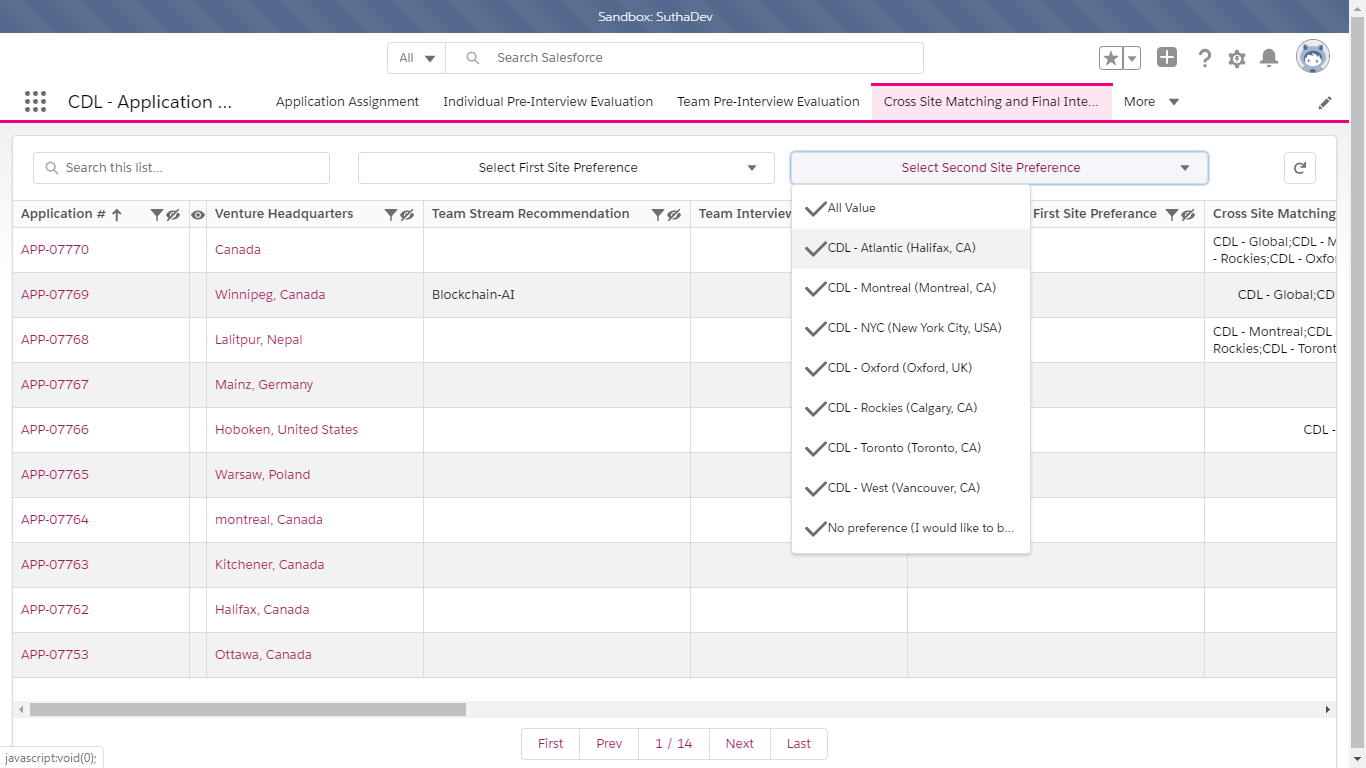 Sandbox: SuthaDev
All
Search Salesforce
CDL - Application ...
Application Assignment
Individual Pre-Interview Evaluation
Team Pre-Interview Evaluation
Cross Site Matching and Final Inte...
More
Search this list...
Select First Site Preference
Select Second Site Preference
Application #
Venture Headquarters
Team Stream Recommendation
Team Interview
First Site Preferance
Cross Site Matching
APP-07770
Canada
CDL - Global;CDL - M
- Rockies;CDL - Oxfor
APP-07769
Winnipeg, Canada
Blockchain-AI
CDL - Global;CD
APP-07768
Lalitpur, Nepal
CDL - Montreal;CDL -
Rockies;CDL - Toront
APP-07767
Mainz, Germany
APP-07766
Hoboken, United States
CDL -
APP-07765
Warsaw, Poland
APP-07764
montreal, Canada
APP-07763
Kitchener, Canada
APP-07762
Halifax, Canada
APP-07753
Ottawa, Canada
All Value
CDL - Atlantic (Halifax, CA)
CDL - Montreal (Montreal, CA)
CDL - NYC (New York City, USA)
CDL - Oxford (Oxford, UK)
CDL - Rockies (Calgary, CA)
CDL - Toronto (Toronto, CA)
CDL - West (Vancouver, CA)
No preference (I would like to b...
First
Prev
1 / 14
Next
Last
javascript:void(0);